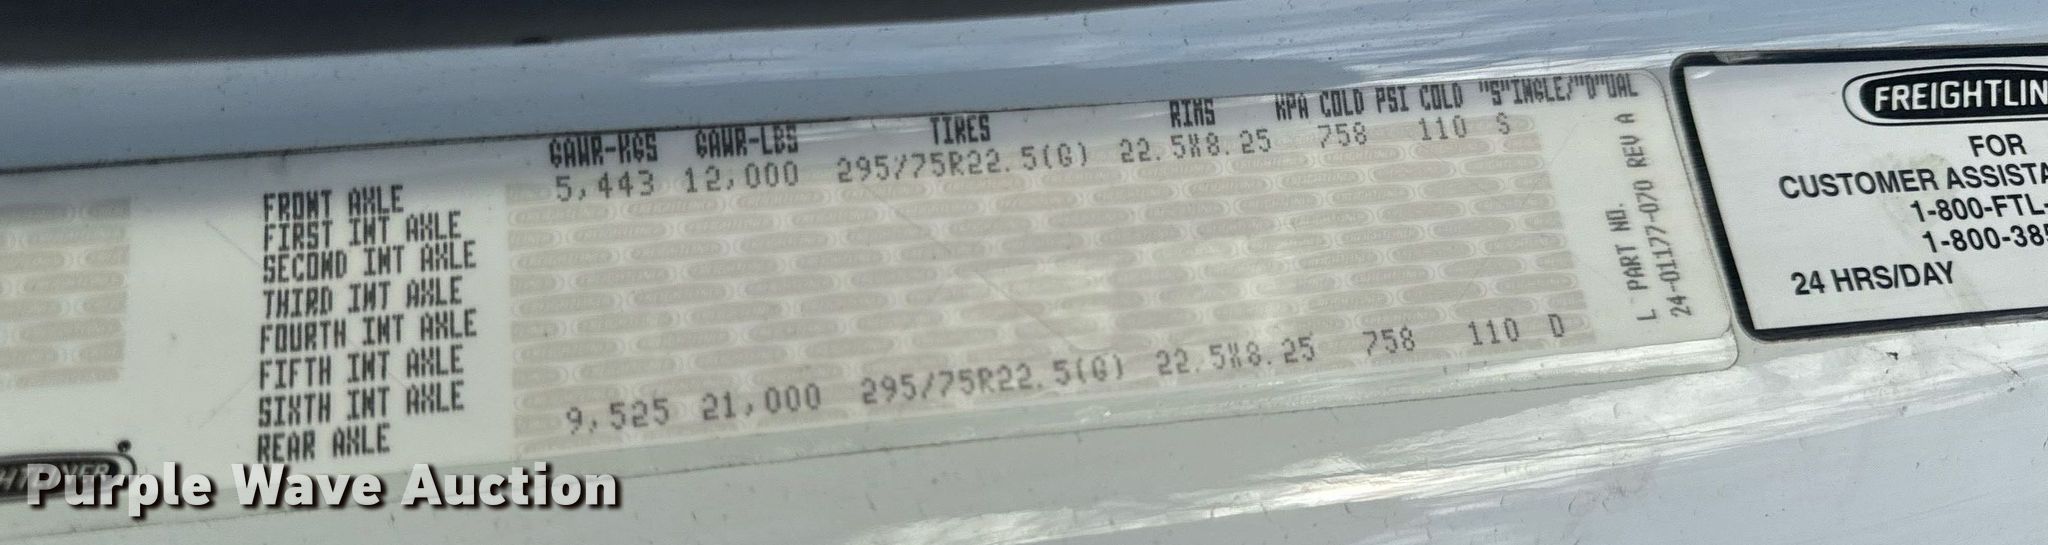 GAWR-KGS GAWR-LBS TIRES RIMS KPA COLD PSI COLD "S"INGLE/"D"UAL
FRONT AXLE 5,443 12,000 295/75R22.5(G) 22.5X8.25 758 110 S
FIRST INT AXLE
SECOND INT AXLE
THIRD INT AXLE
FOURTH INT AXLE
FIFTH INT AXLE
SIXTH INT AXLE
REAR AXLE 9,525 21,000 295/75R22.5(G) 22.5X8.25 758 110 D
L PART NO.
24-01177-070 REV A
FREIGHTLIN
FOR
CUSTOMER ASSISTA
1-800-FTL-
1-800-385
24 HRS/DAY
Purple Wave Auction